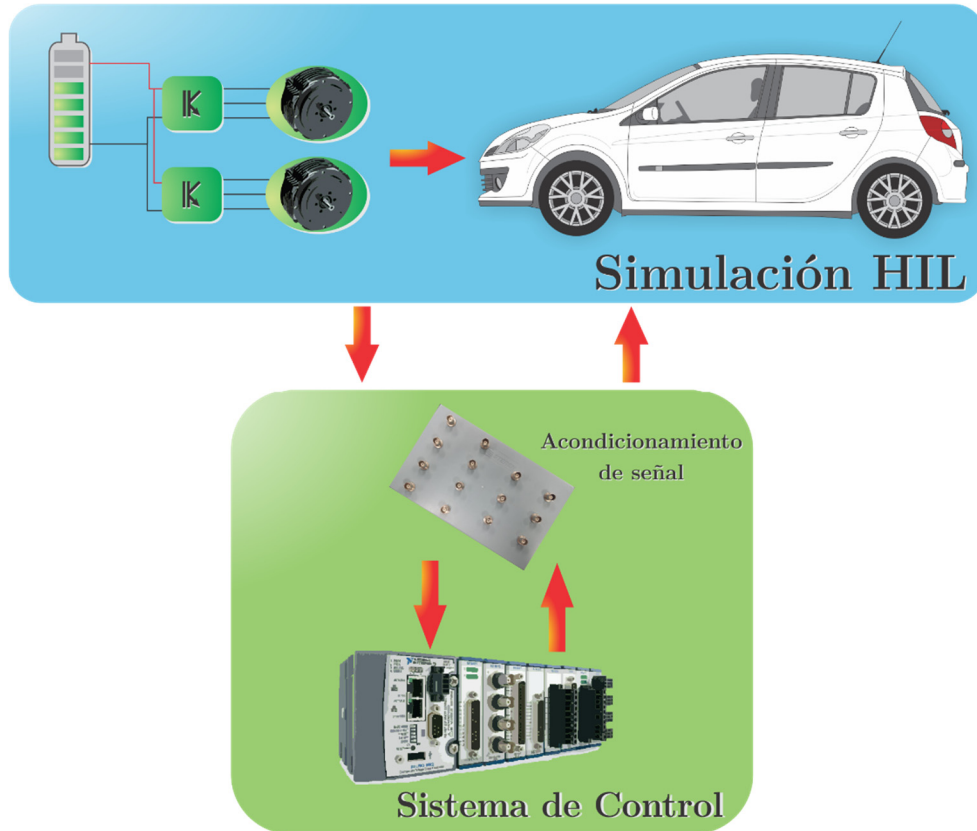 Simulación HIL
Acondicionamiento
de señal
Sistema de Control